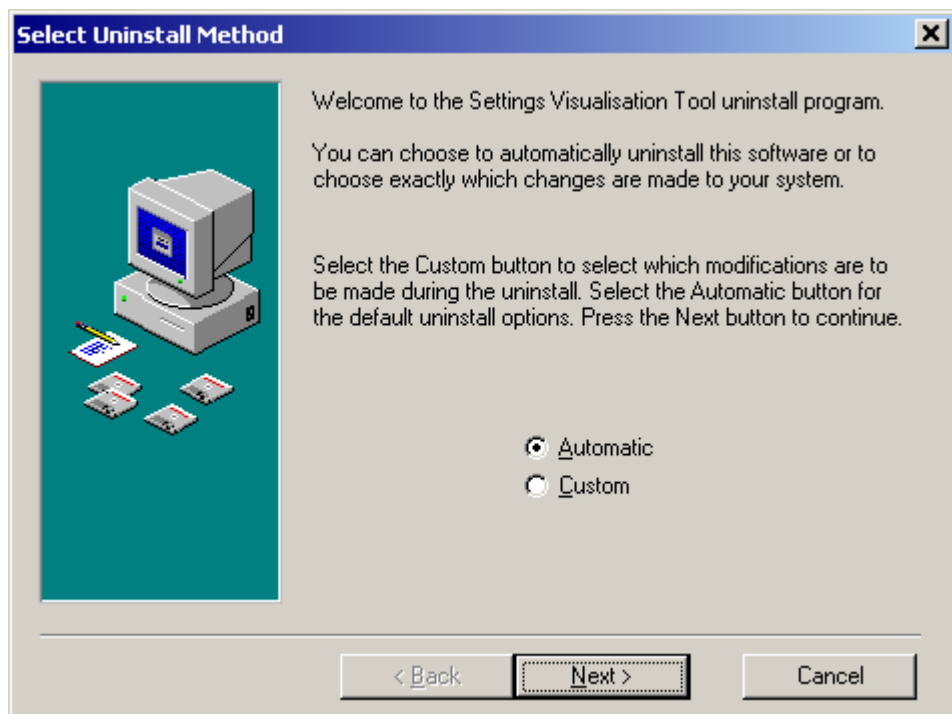 Select Uninstall Method
Welcome to the Settings Visualisation Tool uninstall program.
You can choose to automatically uninstall this software or to
choose exactly which changes are made to your system.
Select the Custom button to select which modifications are to
be made during the uninstall. Select the Automatic button for
the default uninstall options. Press the Next button to continue.
Automatic
Custom
< Back
Next >
Cancel